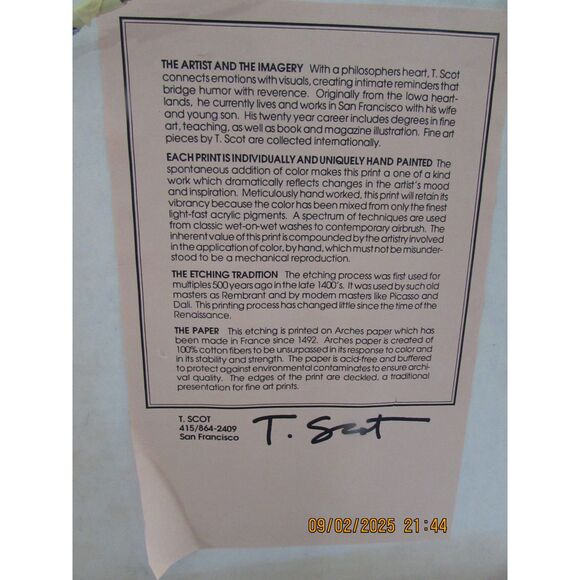 THE ARTIST AND THE IMAGERY With a philosophers heart, T. Scot
connects emotions with visuals, creating intimate reminders that
bridge humor with reverence. Originally from the Iowa heart-
lands, he currently lives and works in San Francisco with his wife
and young son. His twenty year career includes degrees in fine
art, teaching, as well as book and magazine illustration. Fine art
pieces by T. Scot are collected internationally.
EACH PRINT IS INDIVIDUALLY AND UNIQUELY HAND PAINTED The
spontaneous addition of color makes this print a one of a kind
work which dramatically reflects changes in the artist's mood
and inspiration. Meticulously hand worked, this print will retain its
vibrancy because the color has been mixed from only the finest
light-fast acrylic pigments. A spectrum of techniques are used
from classic wet-on-wet washes to contemporary airbrush. The
inherent value of this print is compounded by the artistry involved
in the application of color, by hand, which must not be misunder-
stood to be a mechanical reproduction.
THE ETCHING TRADITION The etching process was first used for
multiples 500 years ago in the late 1400's. It was used by such old
masters as Rembrant and by modern masters like Picasso and
Dali. This printing process has changed little since the time of the
Renaissance.
THE PAPER This etching is printed on Arches paper which has
been made in France since 1492. Arches paper is created of
100% cotton fibers to be unsurpassed in its response to color and
in its stability and strength. The paper is acid-free and buffered
to protect against environmental contaminates to ensure archi-
val quality. The edges of the print are deckled, a traditional
presentation for fine art prints.
T. SCOT
415/864-2409
San Francisco
T. Scot
09/02/2025 21:44